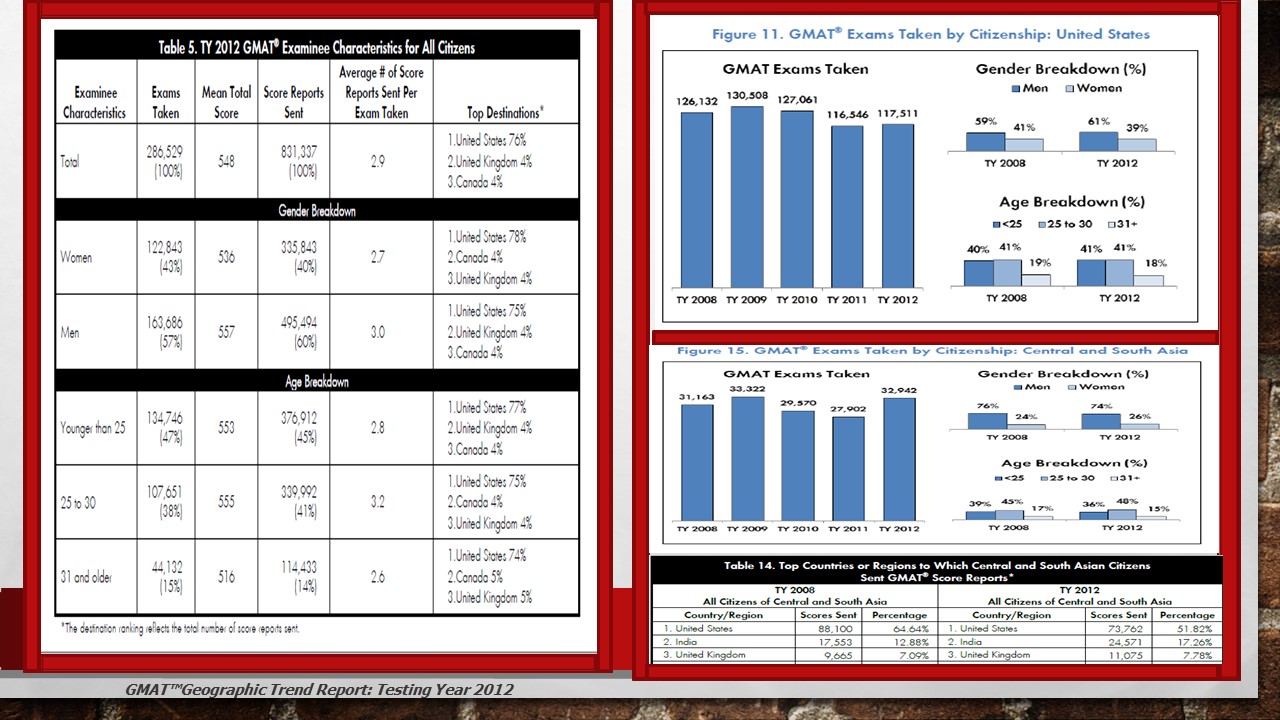 Table 5. TY 2012 GMAT® Examinee Characteristics for All Citizens
Examinee Characteristics
Exams Taken
Mean Total Score
Score Reports Sent
Average # of Score Reports Sent Per Exam Taken
Top Destinations*
Total
286,529 (100%)
548
831,337 (100%)
2.9
1.United States 76%
2.United Kingdom 4%
3.Canada 4%
Gender Breakdown
Women
122,843 (43%)
536
335,843 (40%)
2.7
1.United States 78%
2.Canada 4%
3.United Kingdom 4%
Men
163,686 (57%)
557
495,494 (60%)
3.0
1.United States 75%
2.United Kingdom 4%
3.Canada 4%
Age Breakdown
Younger than 25
134,746 (47%)
553
376,912 (45%)
2.8
1.United States 77%
2.United Kingdom 4%
3.Canada 4%
25 to 30
107,651 (38%)
555
339,992 (41%)
3.2
1.United States 75%
2.Canada 4%
3.United Kingdom 4%
31 and older
44,132 (15%)
516
114,433 (14%)
2.6
1.United States 74%
2.Canada 5%
3.United Kingdom 5%
*The destination ranking reflects the total number of score reports sent.
GMAT™Geographic Trend Report: Testing Year 2012
Figure 11. GMAT® Exams Taken by Citizenship: United States
GMAT Exams Taken
126,132 130,508 127,061 116,546 117,511
TY 2008 TY 2009 TY 2010 TY 2011 TY 2012
Gender Breakdown (%)
Men Women
59% 41% 61% 39%
TY 2008 TY 2012
Age Breakdown (%)
<25 25 to 30 31+
40% 41% 19% 41% 41% 18%
TY 2008 TY 2012
Figure 15. GMAT® Exams Taken by Citizenship: Central and South Asia
GMAT Exams Taken
31,163 33,322 29,570 27,902 32,942
TY 2008 TY 2009 TY 2010 TY 2011 TY 2012
Gender Breakdown (%)
Men Women
76% 24% 74% 26%
TY 2008 TY 2012
Age Breakdown (%)
<25 25 to 30 31+
39% 45% 17% 36% 48% 15%
TY 2008 TY 2012
Table 14. Top Countries or Regions to Which Central and South Asian Citizens
Sent GMAT® Score Reports*
TY 2008 TY 2012
All Citizens of Central and South Asia All Citizens of Central and South Asia
Country/Region Scores Sent Percentage Country/Region Scores Sent Percentage
1. United States 88,100 64.64% 1. United States 73,762 51.82%
2. India 17,553 12.88% 2. India 24,571 17.26%
3. United Kingdom 9,665 7.09% 3. United Kingdom 11,075 7.78%